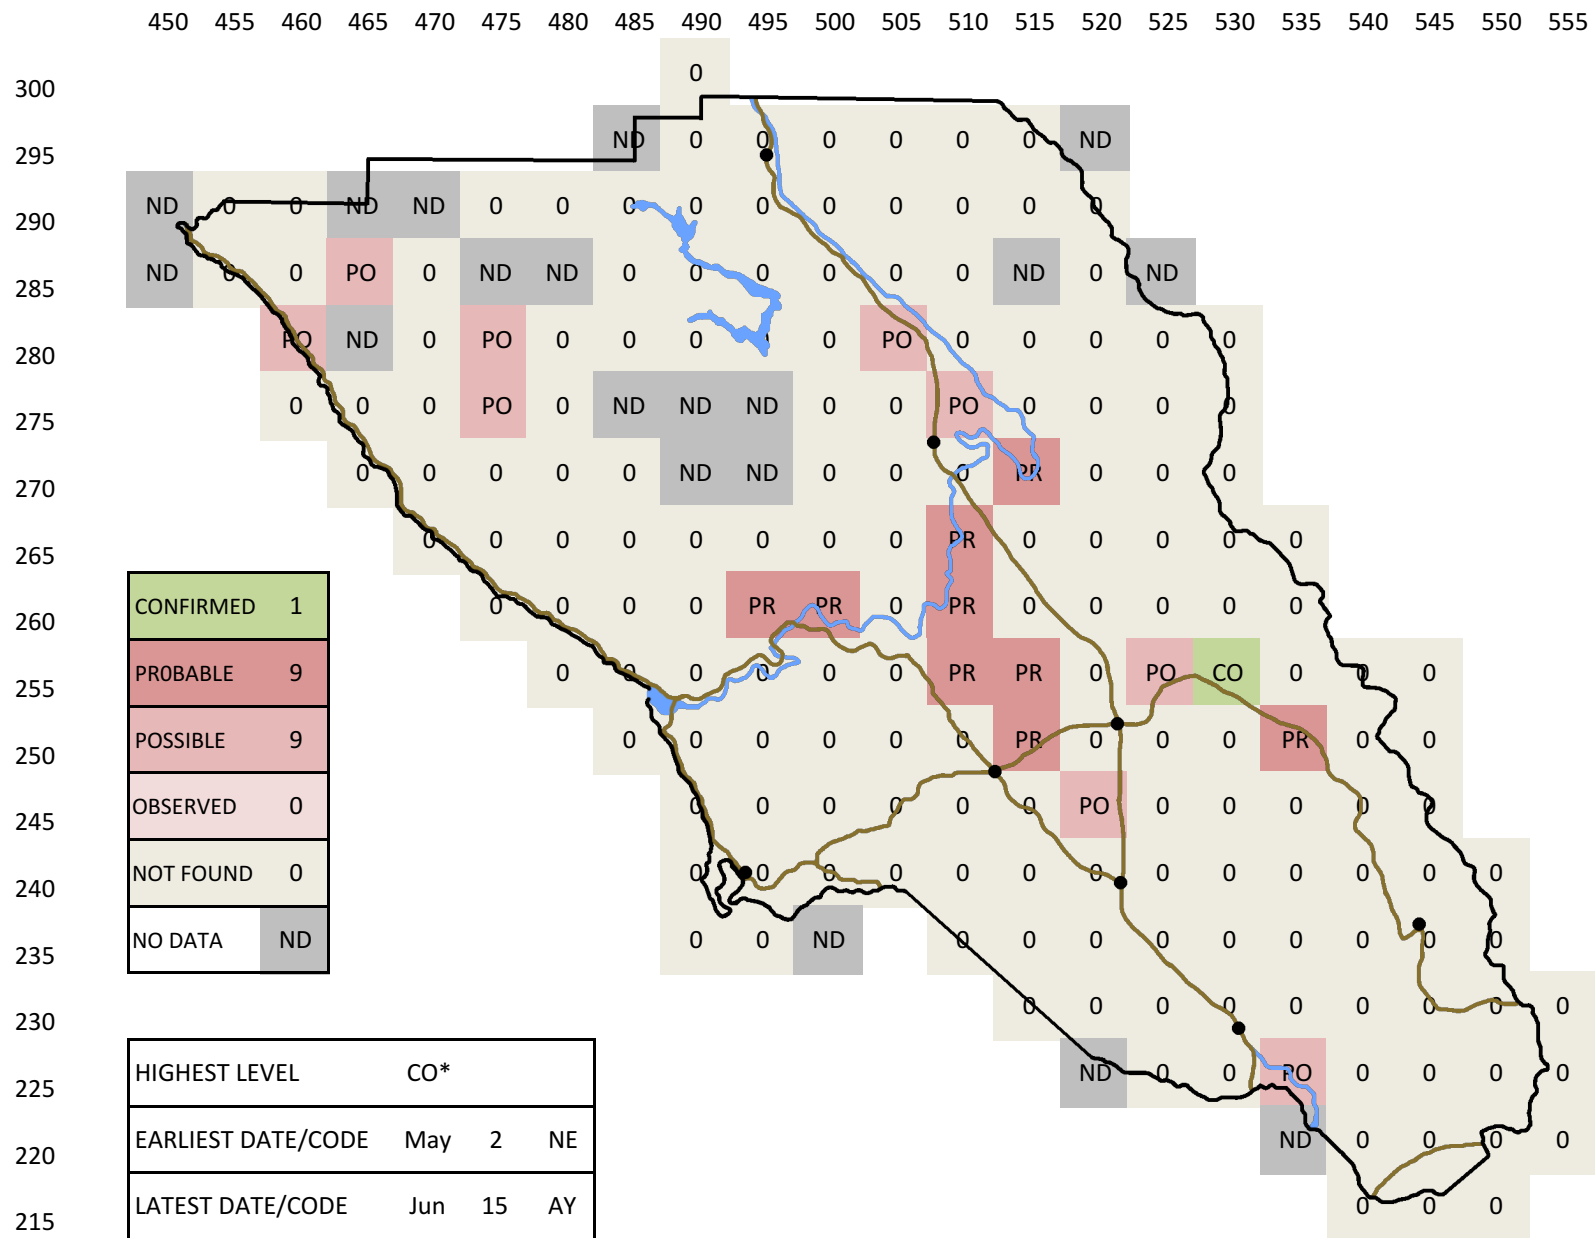 450 455 460 465 470 475 480 485 490 495 500 505 510 515 520 525 530 535 540 545 550 555
300 0
295 ND 0 0 0 0 0 0 ND
290 ND 0 0 ND ND 0 0 0 0 0 0 0 0 0 0
285 ND 0 0 PO 0 ND ND 0 0 0 0 0 0 ND 0 ND
280 PO ND 0 PO 0 0 0 0 0 PO 0 0 0 0 0
275 0 0 0 PO 0 ND ND ND 0 0 PO 0 0 0 0
270 0 0 0 0 0 ND ND 0 0 0 PR 0 0 0
265 0 0 0 0 0 0 0 0 PR 0 0 0 0 0
260 0 0 0 0 PR PR 0 PR 0 0 0 0 0
255 0 0 0 0 0 0 PR PR 0 PO CO 0 0 0
250 0 0 0 0 0 0 PR 0 0 0 PR 0 0
245 0 0 0 0 0 0 PO 0 0 0 0 0
240 0 0 0 0 0 0 0 0 0 0 0 0 0
235 0 0 ND 0 0 0 0 0 0 0 0 0
230 0 0 0 0 0 0 0 0 0
225 ND 0 0 PO 0 0 0 0
220 ND 0 0 0 0
215 0 0 0
CONFIRMED 1
PR0BABLE 9
POSSIBLE 9
OBSERVED 0
NOT FOUND 0
NO DATA ND
HIGHEST LEVEL CO*
EARLIEST DATE/CODE May 2 NE
LATEST DATE/CODE Jun 15 AY